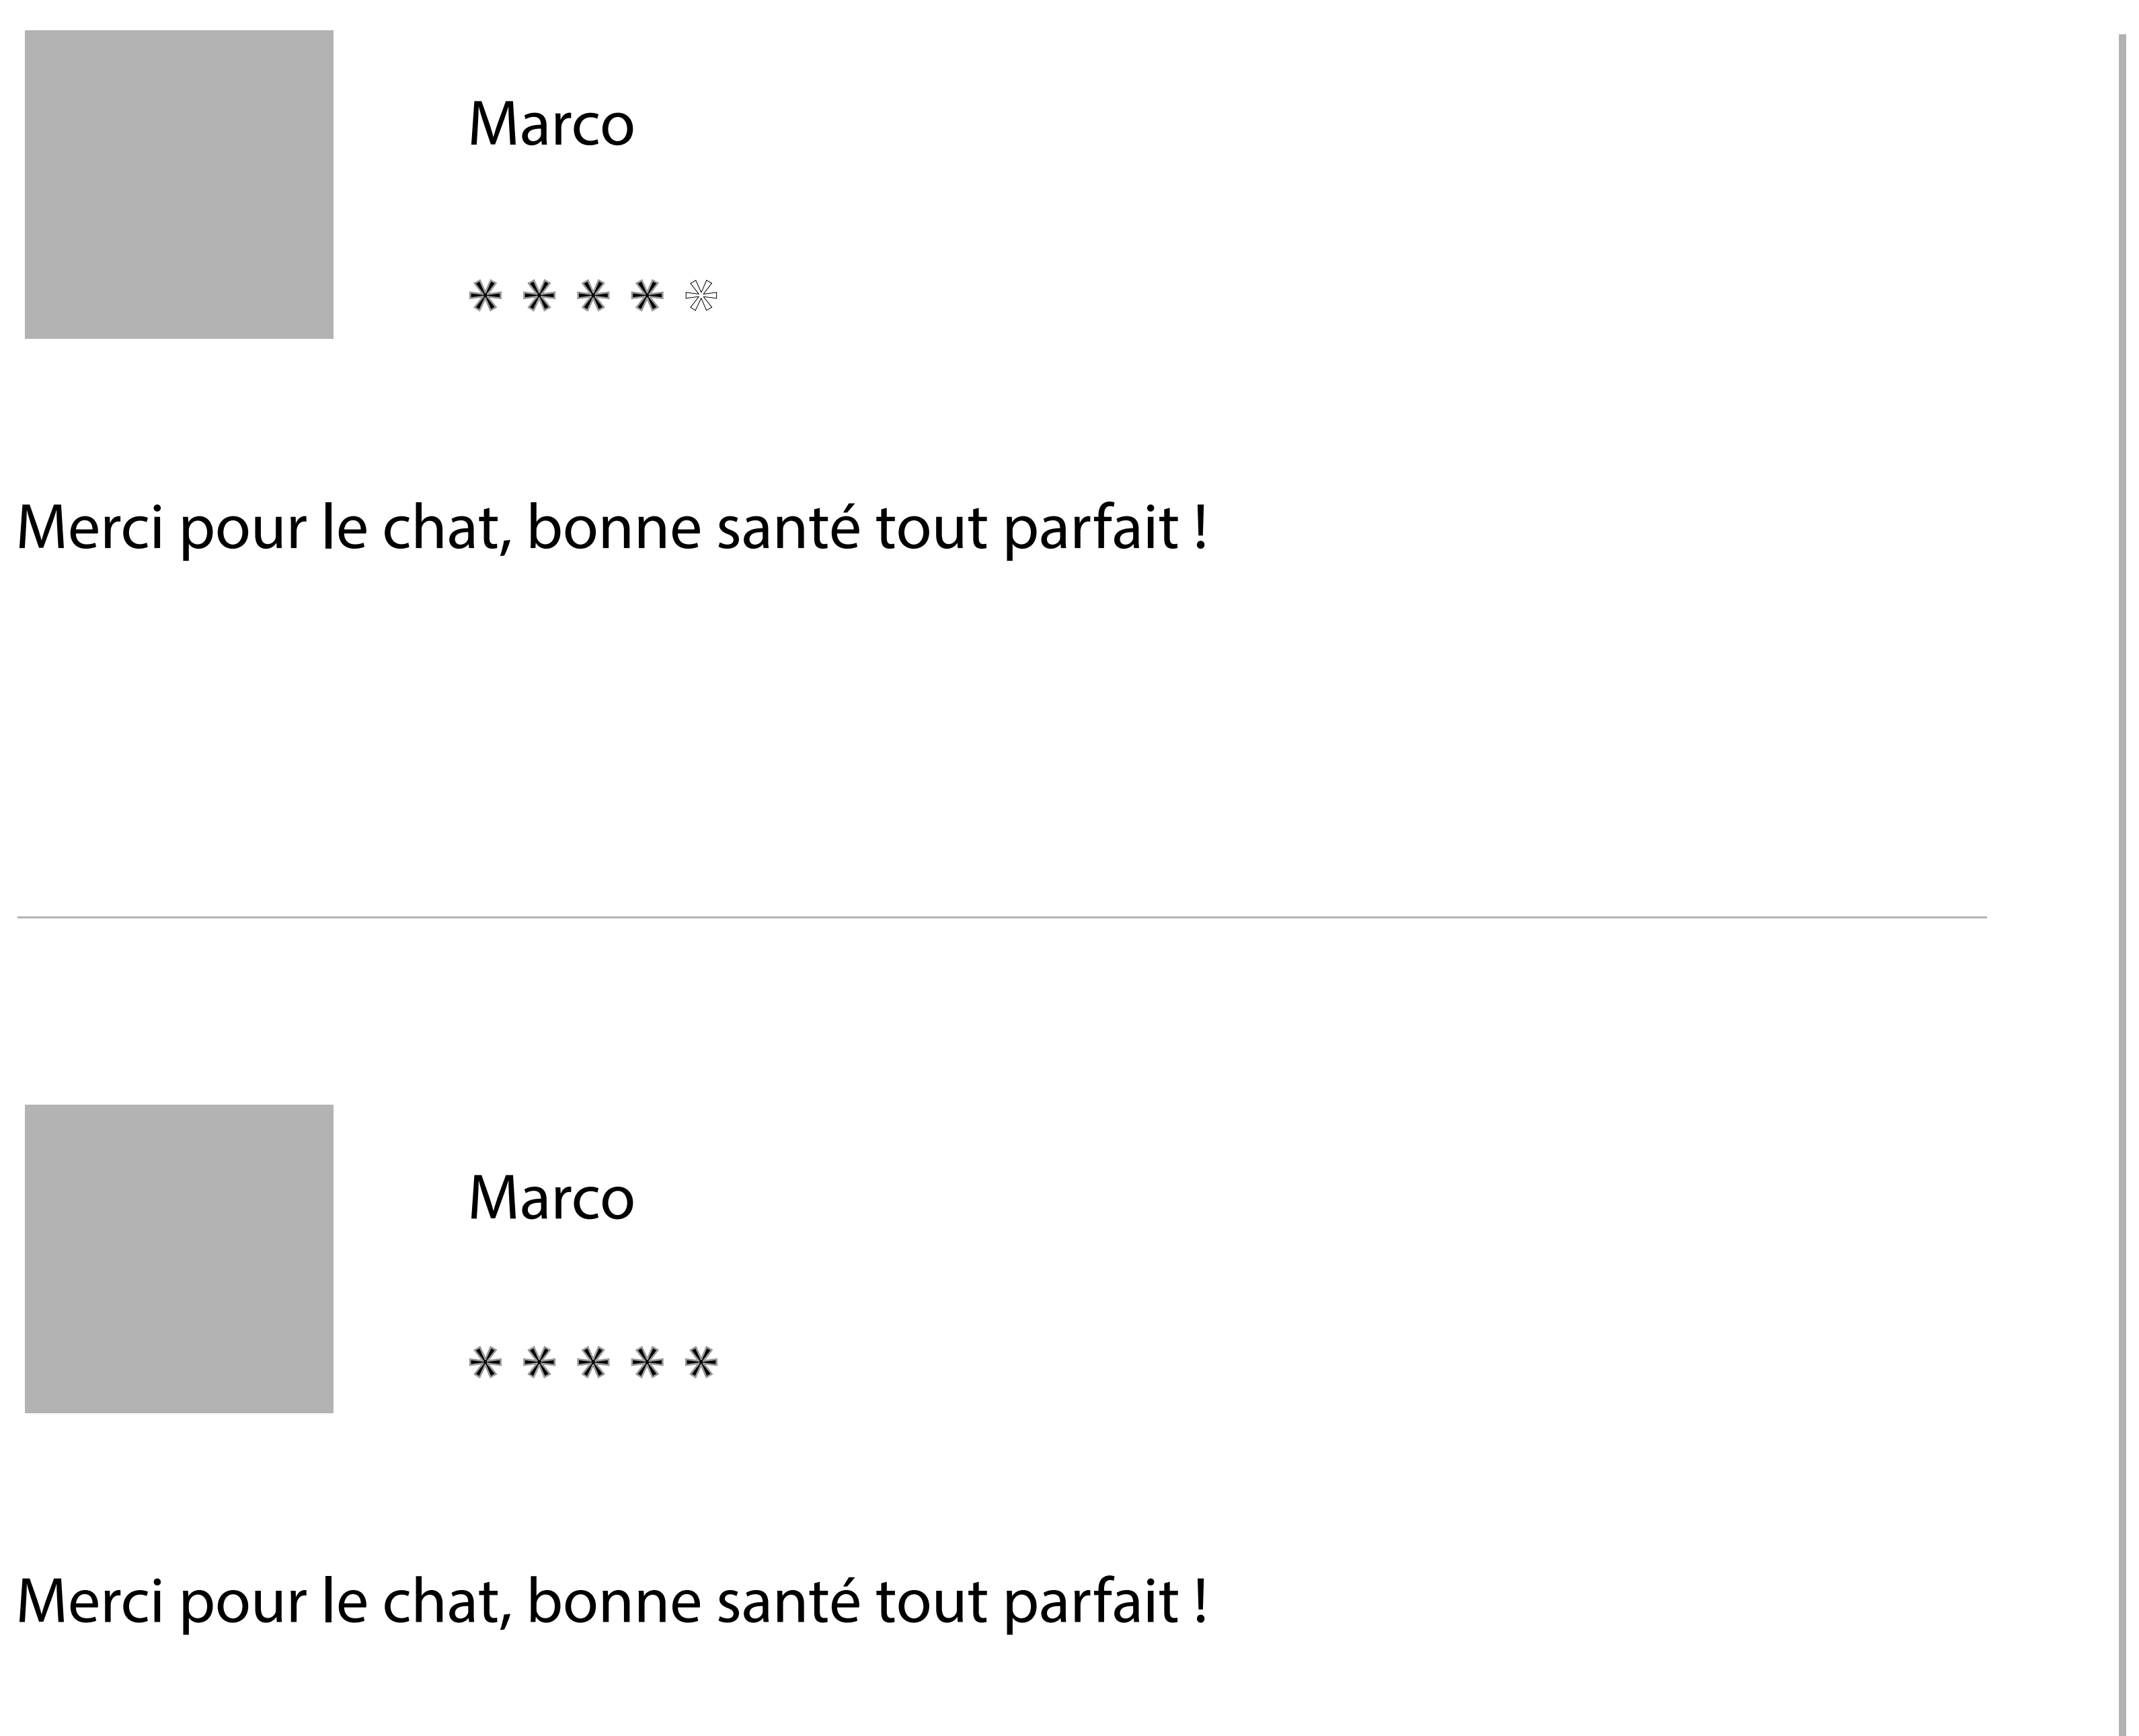 Marco
* * * * *
Merci pour le chat, bonne santé tout parfait !
Marco
* * * * *
Merci pour le chat, bonne santé tout parfait !